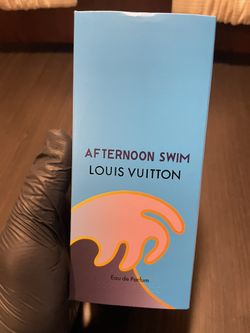 AFTERNOON SWIM
LOUIS VUITTON
Eau de Parfum